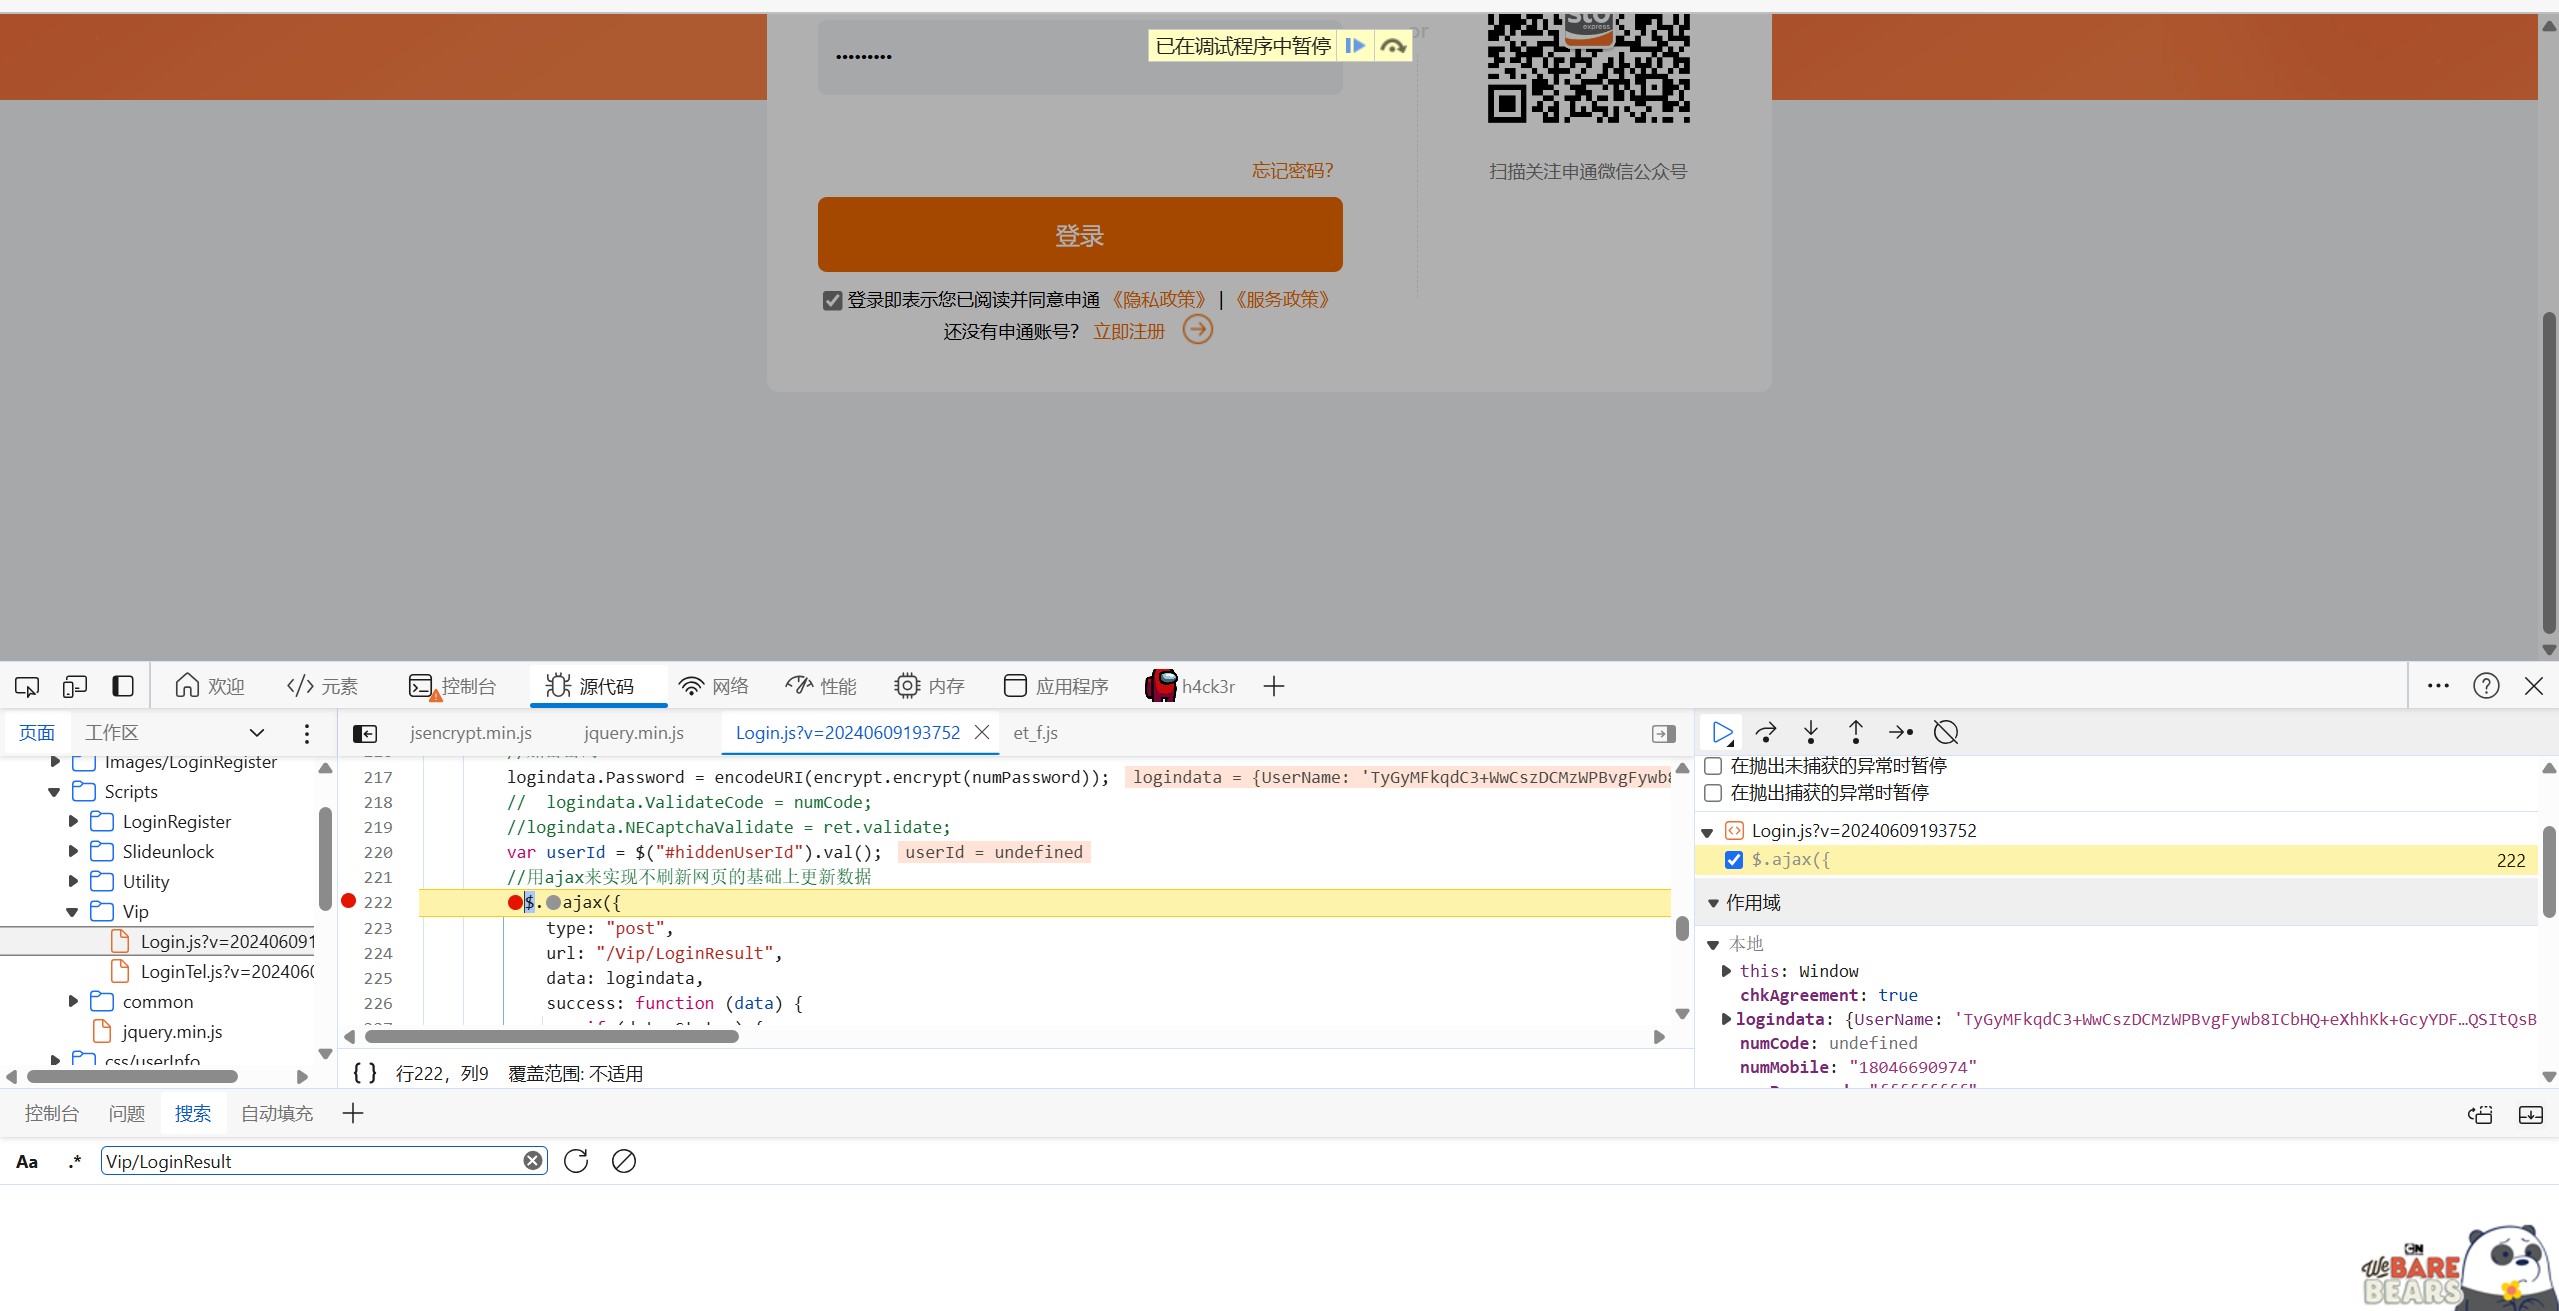 sto
express
•••••••••
已在调试程序中暂停
or
忘记密码?
扫描关注申通微信公众号
登录
登录即表示您已阅读并同意申通 《隐私政策》 | 《服务政策》
还没有申通账号? 立即注册
欢迎
</> 元素
控制台
源代码
网络
性能
内存
应用程序
h4ck3r
页面
工作区
jsencrypt.min.js
jquery.min.js
Login.js?v=20240609193752
et_f.js
Images/LoginRegister
Scripts
LoginRegister
Slideunlock
Utility
Vip
Login.js?v=202406091
LoginTel.js?v=202406
common
jquery.min.js
css/userInfo
217 logindata.Password = encodeURI(encrypt.encrypt(numPassword)); logindata = {UserName: 'TyGyMFkqdC3+WwCszDCMzWPBvgFywb8
218 // logindata.ValidateCode = numCode;
219 //logindata.NECaptchaValidate = ret.validate;
220 var userId = $("#hiddenUserId").val(); userId = undefined
221 //用ajax来实现不刷新网页的基础上更新数据
222 $.ajax({
223 type: "post",
224 url: "/Vip/LoginResult",
225 data: logindata,
226 success: function (data) {
{ } 行222，列9 覆盖范围: 不适用
在抛出未捕获的异常时暂停
在抛出捕获的异常时暂停
Login.js?v=20240609193752
$.ajax({ 222
作用域
本地
this: Window
chkAgreement: true
logindata: {UserName: 'TyGyMFkqdC3+WwCszDCMzWPBvgFywb8ICbHQ+eXhhKk+GcyYDF…QSItQsB
numCode: undefined
numMobile: "18046690974"
控制台
问题
搜索
自动填充
Aa
.*
Vip/LoginResult
CN
We BARE
BEARS